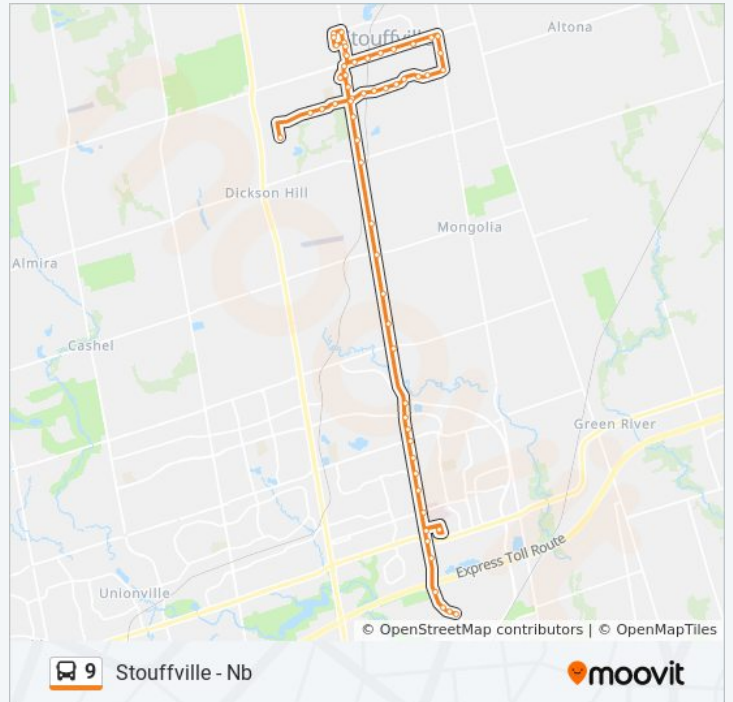 Stouffville
Altona
Dickson Hill
Mongolia
Almira
Cashel
Green River
Express Toll Route
Unionville
© OpenStreetMap contributors | © OpenMapTiles
9 Stouffville - Nb
moovit